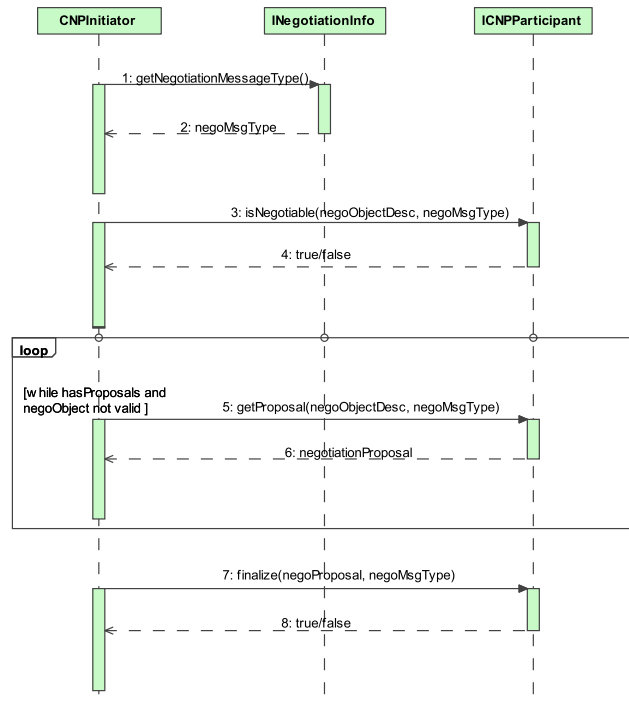 CNPInitiator
INegotiationInfo
ICNPParticipant
1: getNegotiationMessageType()
2: negoMsgType
3: isNegotiable(negoObjectDesc, negoMsgType)
4: true/false
loop
[while hasProposals and
negoObject not valid ]
5: getProposal(negoObjectDesc, negoMsgType)
6: negotiationProposal
7: finalize(negoProposal, negoMsgType)
8: true/false